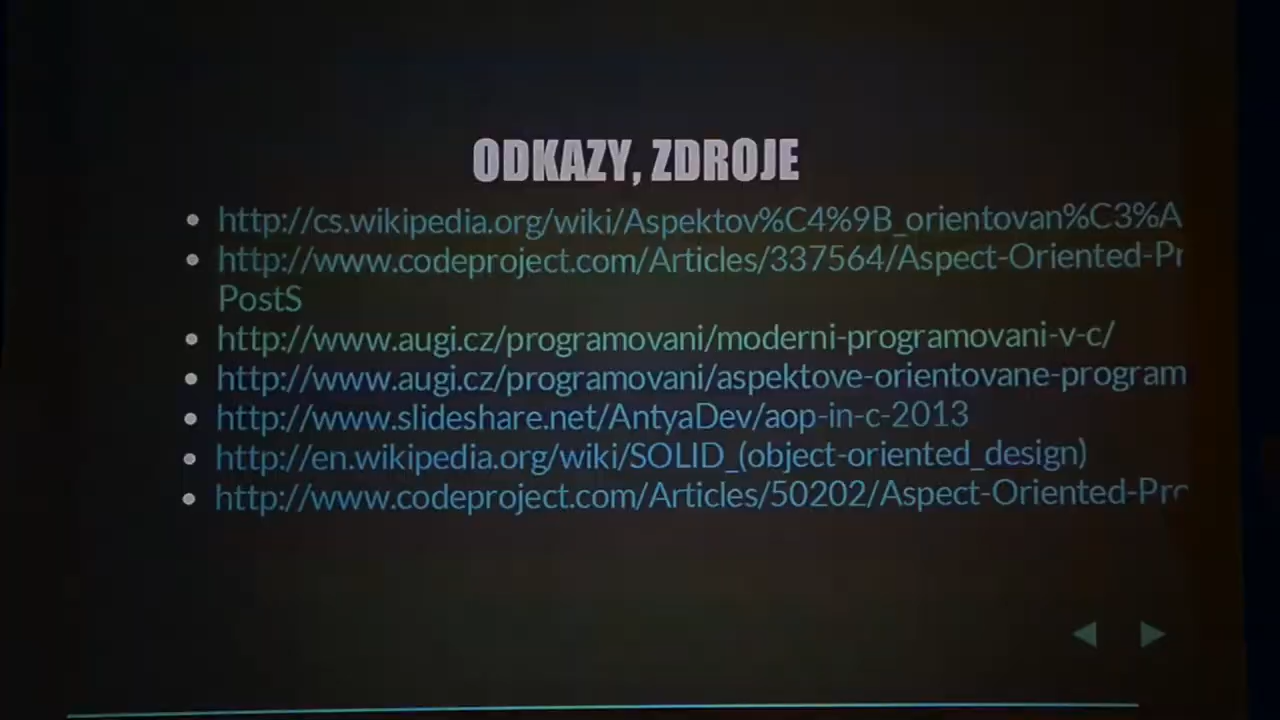 ODKAZY, ZDROJE
http://cs.wikipedia.org/wiki/Aspektov%C4%9B_orientovan%C3%A
http://www.codeproject.com/Articles/337564/Aspect-Oriented-Pr
PostS
http://www.augi.cz/programovani/moderni-programovani-v-c/
http://www.augi.cz/programovani/aspektove-orientovane-program
http://www.slideshare.net/AntyaDev/aop-in-c-2013
http://en.wikipedia.org/wiki/SOLID_(object-oriented_design)
http://www.codeproject.com/Articles/50202/Aspect-Oriented-Pro